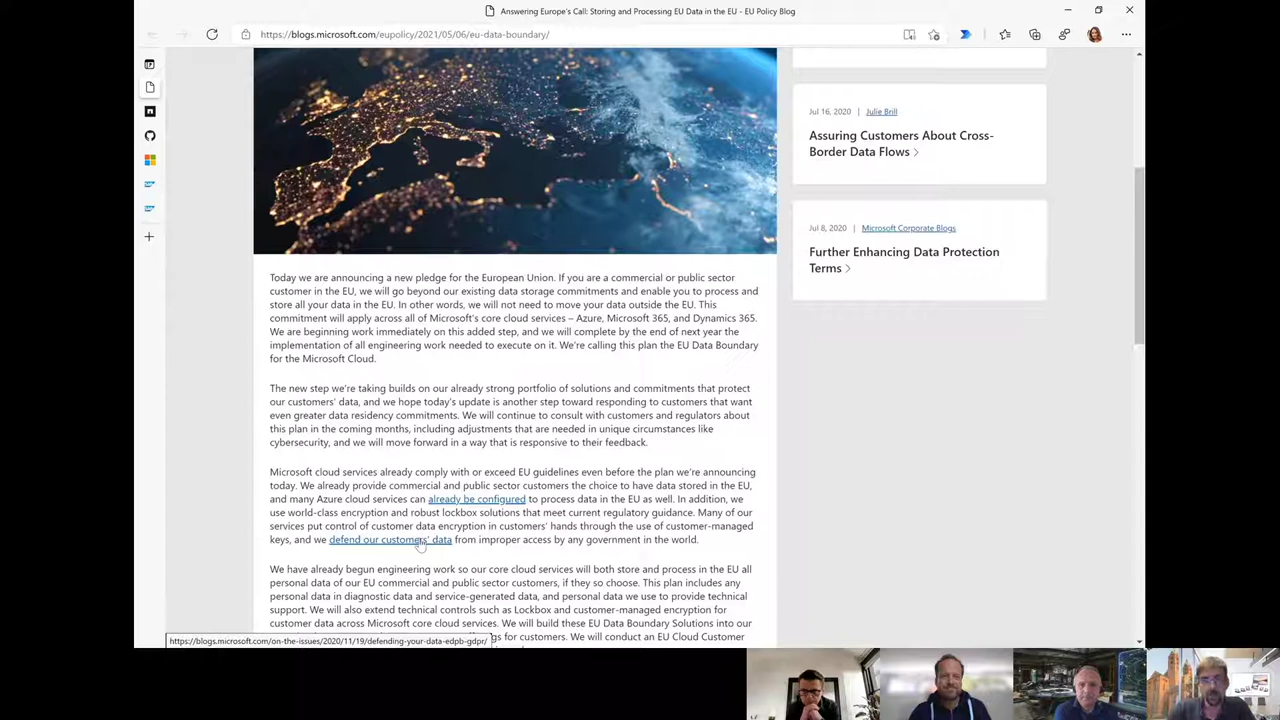 Answering Europe's Call: Storing and Processing EU Data in the EU - EU Policy Blog
https://blogs.microsoft.com/eupolicy/2021/05/06/eu-data-boundary/
Jul 16, 2020 | Julie Brill
Assuring Customers About Cross-
Border Data Flows >
Jul 8, 2020 | Microsoft Corporate Blogs
Further Enhancing Data Protection
Terms >
Today we are announcing a new pledge for the European Union. If you are a commercial or public sector
customer in the EU, we will go beyond our existing data storage commitments and enable you to process and
store all your data in the EU. In other words, we will not need to move your data outside the EU. This
commitment will apply across all of Microsoft's core cloud services – Azure, Microsoft 365, and Dynamics 365.
We are beginning work immediately on this added step, and we will complete by the end of next year the
implementation of all engineering work needed to execute on it. We're calling this plan the EU Data Boundary
for the Microsoft Cloud.
The new step we're taking builds on our already strong portfolio of solutions and commitments that protect
our customers' data, and we hope today's update is another step toward responding to customers that want
even greater data residency commitments. We will continue to consult with customers and regulators about
this plan in the coming months, including adjustments that are needed in unique circumstances like
cybersecurity, and we will move forward in a way that is responsive to their feedback.
Microsoft cloud services already comply with or exceed EU guidelines even before the plan we're announcing
today. We already provide commercial and public sector customers the choice to have data stored in the EU,
and many Azure cloud services can already be configured to process data in the EU as well. In addition, we
use world-class encryption and robust lockbox solutions that meet current regulatory guidance. Many of our
services put control of customer data encryption in customers' hands through the use of customer-managed
keys, and we defend our customers' data from improper access by any government in the world.
We have already begun engineering work so our core cloud services will both store and process in the EU all
personal data of our EU commercial and public sector customers, if they so choose. This plan includes any
personal data in diagnostic data and service-generated data, and personal data we use to provide technical
support. We will also extend technical controls such as Lockbox and customer-managed encryption for
customer data across Microsoft core cloud services. We will build these EU Data Boundary Solutions into our
gs for customers. We will conduct an EU Cloud Customer
https://blogs.microsoft.com/on-the-issues/2020/11/19/defending-your-data-edpb-gdpr/